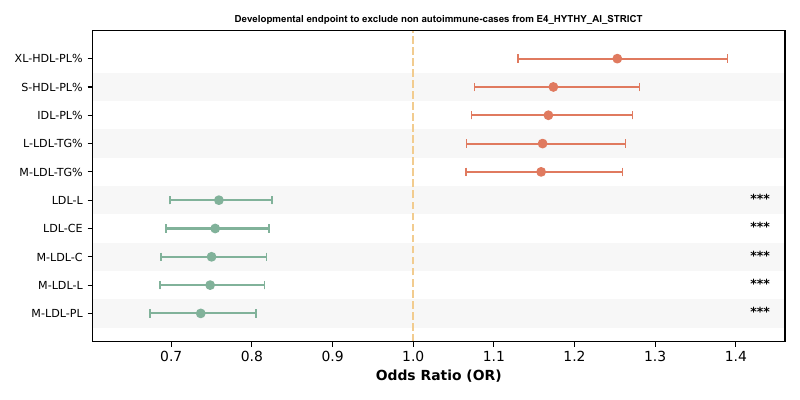 Developmental endpoint to exclude non autoimmune-cases from E4_HYTHY_AI_STRICT
XL-HDL-PL%
S-HDL-PL%
IDL-PL%
L-LDL-TG%
M-LDL-TG%
LDL-L ***
LDL-CE ***
M-LDL-C ***
M-LDL-L ***
M-LDL-PL ***
0.7 0.8 0.9 1.0 1.1 1.2 1.3 1.4
Odds Ratio (OR)